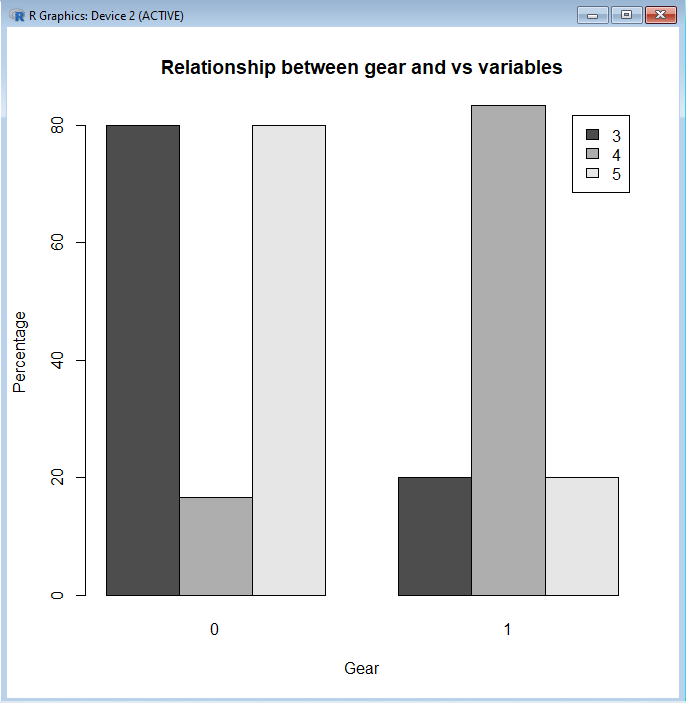 R Graphics: Device 2 (ACTIVE)
Relationship between gear and vs variables
3
4
5
80
60
40
20
0
Percentage
0
1
Gear